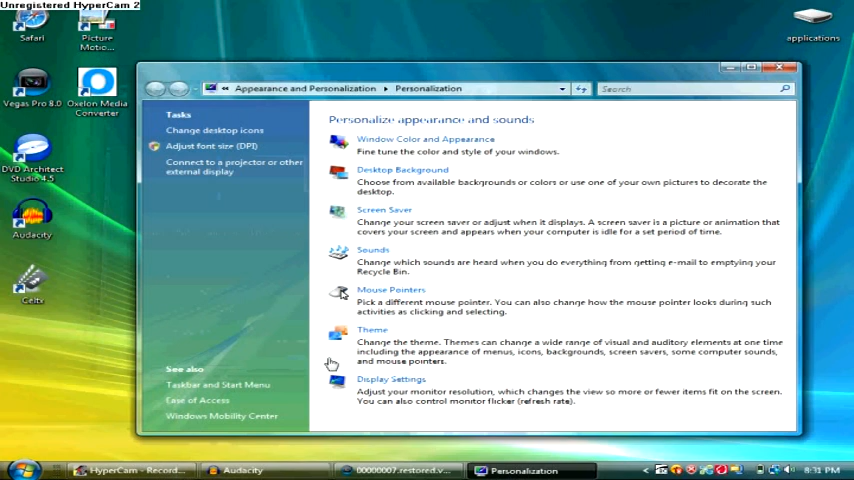 Unregistered HyperCam 2
Safari
Picture
Motio...
applications
Vegas Pro 8.0
Oxelon Media
Converter
DVD Architect
Studio 4.5
Audacity
Celtx
Appearance and Personalization
Personalization
Search
Tasks
Change desktop icons
Adjust font size (DPI)
Connect to a projector or other
external display
See also
Taskbar and Start Menu
Ease of Access
Windows Mobility Center
Personalize appearance and sounds
Window Color and Appearance
Fine tune the color and style of your windows.
Desktop Background
Choose from available backgrounds or colors or use one of your own pictures to decorate the
desktop.
Screen Saver
Change your screen saver or adjust when it displays. A screen saver is a picture or animation that
covers your screen and appears when your computer is idle for a set period of time.
Sounds
Change which sounds are heard when you do everything from getting e-mail to emptying your
Recycle Bin.
Mouse Pointers
Pick a different mouse pointer. You can also change how the mouse pointer looks during such
activities as clicking and selecting.
Theme
Change the theme. Themes can change a wide range of visual and auditory elements at one time
including the appearance of menus, icons, backgrounds, screen savers, some computer sounds,
and mouse pointers.
Display Settings
Adjust your monitor resolution, which changes the view so more or fewer items fit on the screen.
You can also control monitor flicker (refresh rate).
HyperCam - Record...
Audacity
00000007.restored.v...
Personalization
8:31 PM